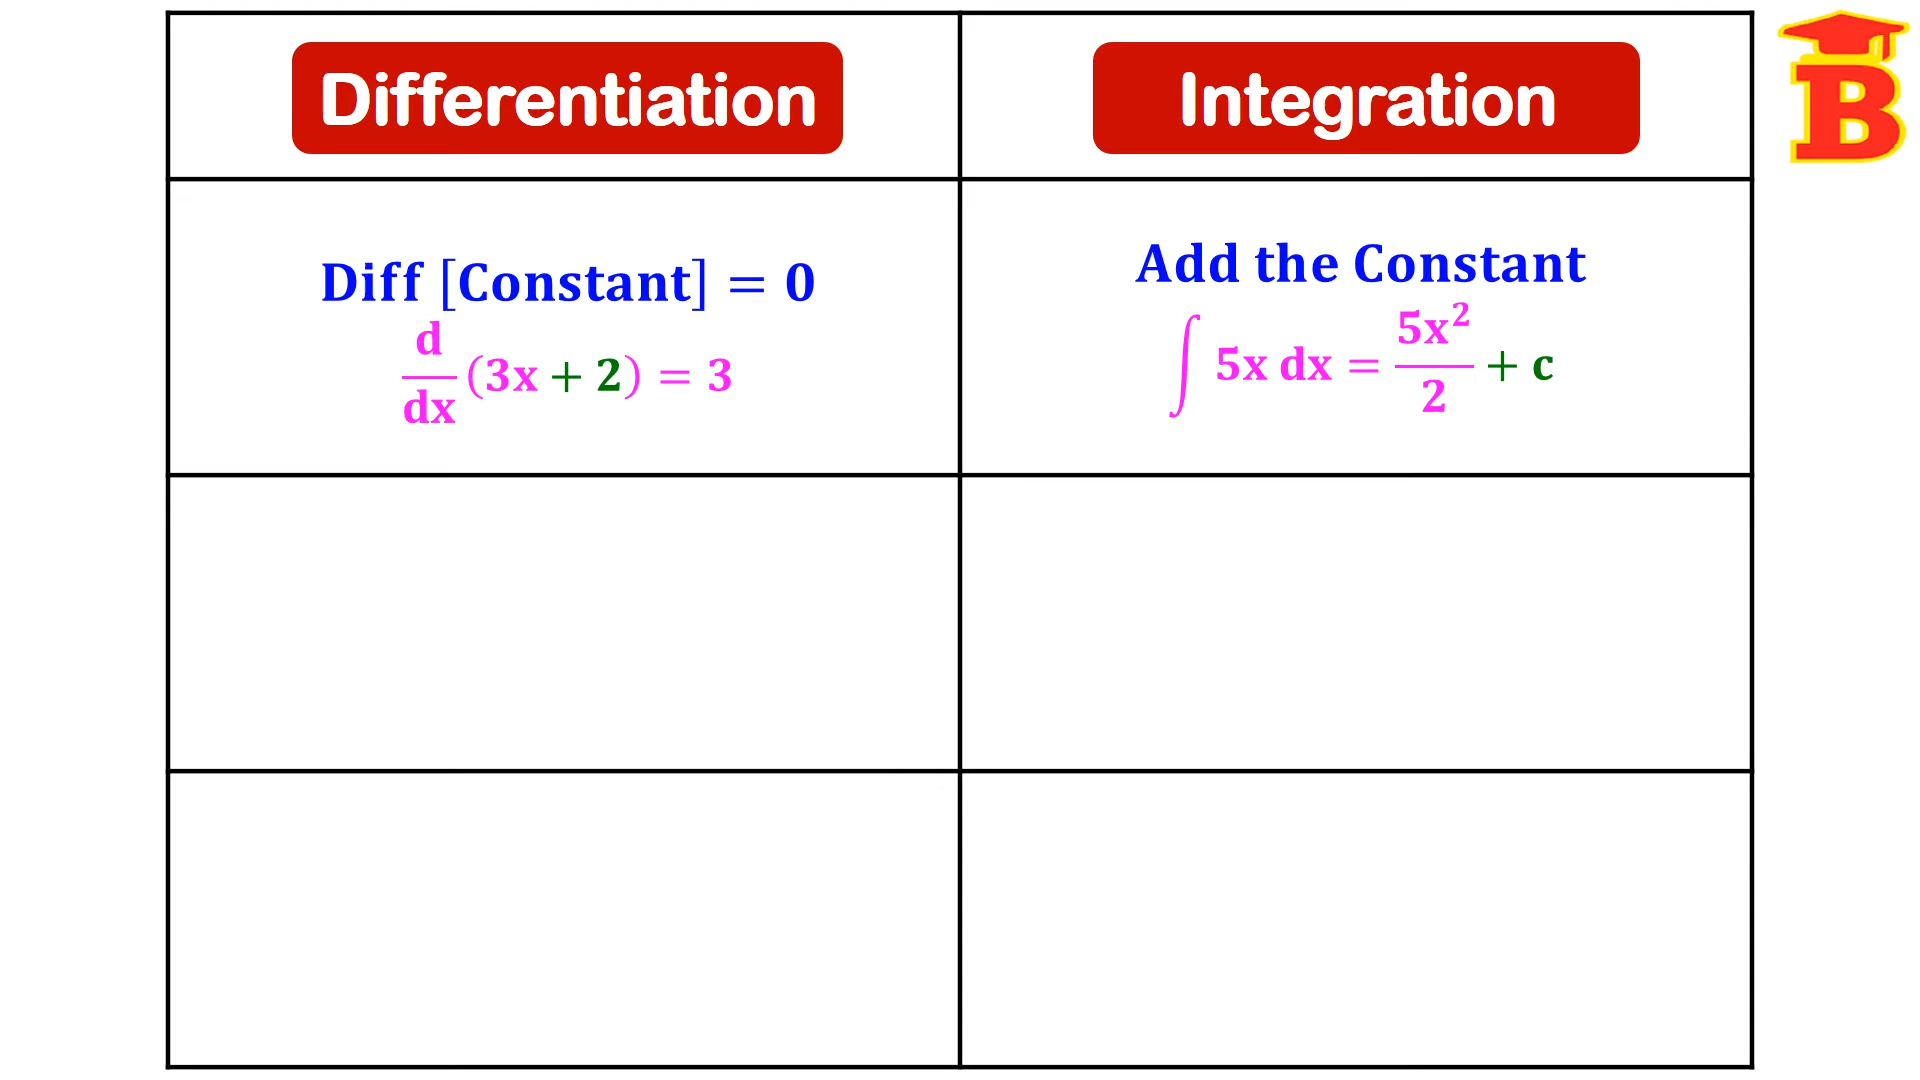 Differentiation
Integration
Diff [Constant] = 0
d/dx (3x + 2) = 3
Add the Constant
∫ 5x dx = 5x²/2 + c
B